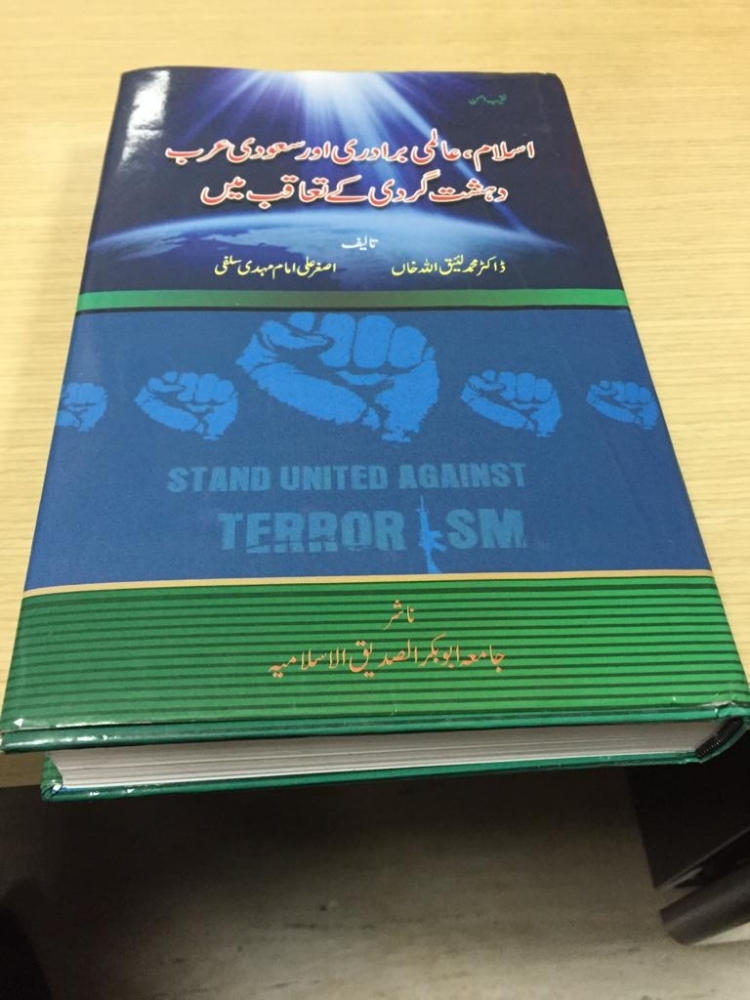 اسلام، عالمی برادری اور سعودی عرب
دہشت گردی کے تعاقب میں
تالیف
ڈاکٹر محمد لئیق اللہ خاں اصغر علی امام مہدی سلفی
STAND UNITED AGAINST
TERRORISM
ناشر
جامعہ ابوبکر الصدیق الاسلامیہ